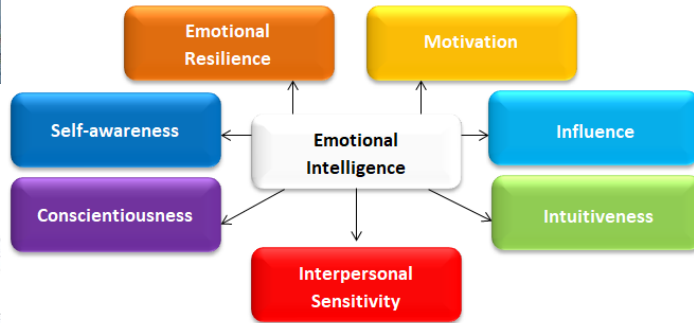 Emotional
Resilience
Motivation
Self-awareness
Emotional
Intelligence
Influence
Conscientiousness
Intuitiveness
Interpersonal
Sensitivity